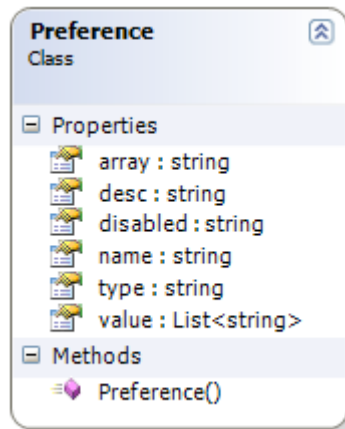 Preference
Class
Properties
array : string
desc : string
disabled : string
name : string
type : string
value : List<string>
Methods
Preference()